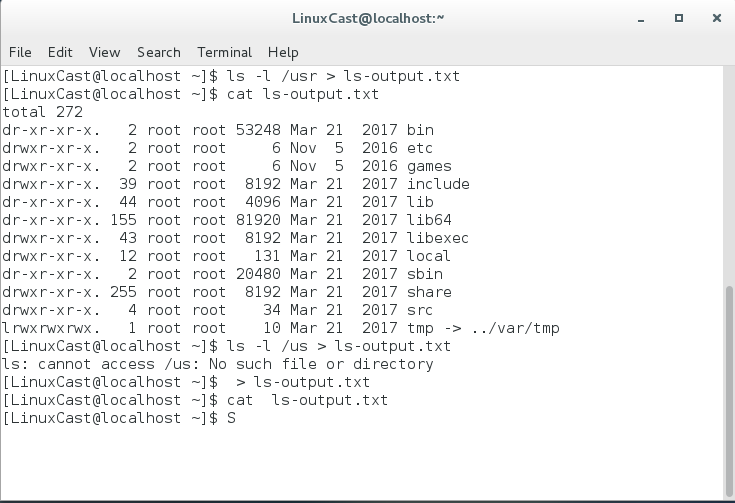 LinuxCast@localhost:~
File Edit View Search Terminal Help
[LinuxCast@localhost ~]$ ls -l /usr > ls-output.txt
[LinuxCast@localhost ~]$ cat ls-output.txt
total 272
dr-xr-xr-x.   2 root root 53248 Mar 21  2017 bin
drwxr-xr-x.   2 root root     6 Nov  5  2016 etc
drwxr-xr-x.   2 root root     6 Nov  5  2016 games
drwxr-xr-x.  39 root root  8192 Mar 21  2017 include
dr-xr-xr-x.  44 root root  4096 Mar 21  2017 lib
dr-xr-xr-x. 155 root root 81920 Mar 21  2017 lib64
drwxr-xr-x.  43 root root  8192 Mar 21  2017 libexec
drwxr-xr-x.  12 root root   131 Mar 21  2017 local
dr-xr-xr-x.   2 root root 20480 Mar 21  2017 sbin
drwxr-xr-x. 255 root root  8192 Mar 21  2017 share
drwxr-xr-x.   4 root root    34 Mar 21  2017 src
lrwxrwxrwx.   1 root root    10 Mar 21  2017 tmp -> ../var/tmp
[LinuxCast@localhost ~]$ ls -l /us > ls-output.txt
ls: cannot access /us: No such file or directory
[LinuxCast@localhost ~]$  > ls-output.txt
[LinuxCast@localhost ~]$ cat  ls-output.txt
[LinuxCast@localhost ~]$ S